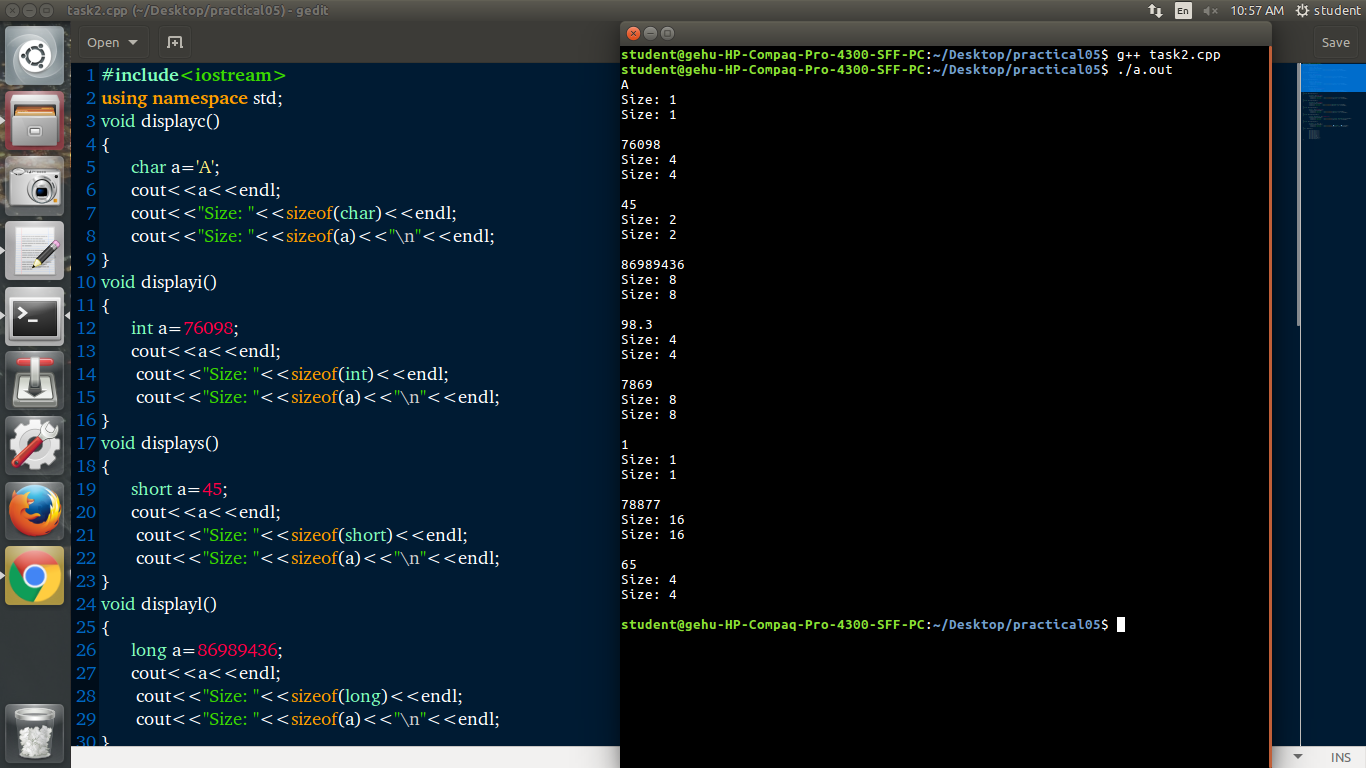 task2.cpp (~/Desktop/practical05) - gedit
En
10:57 AM
student
Open
Save
1 #include<iostream>
2 using namespace std;
3 void displayc()
4 {
5 char a='A';
6 cout<<a<<endl;
7 cout<<"Size: "<<sizeof(char)<<endl;
8 cout<<"Size: "<<sizeof(a)<<"\n"<<endl;
9 }
10 void displayi()
11 {
12 int a=76098;
13 cout<<a<<endl;
14 cout<<"Size: "<<sizeof(int)<<endl;
15 cout<<"Size: "<<sizeof(a)<<"\n"<<endl;
16 }
17 void displays()
18 {
19 short a=45;
20 cout<<a<<endl;
21 cout<<"Size: "<<sizeof(short)<<endl;
22 cout<<"Size: "<<sizeof(a)<<"\n"<<endl;
23 }
24 void displayl()
25 {
26 long a=86989436;
27 cout<<a<<endl;
28 cout<<"Size: "<<sizeof(long)<<endl;
29 cout<<"Size: "<<sizeof(a)<<"\n"<<endl;
30 }
student@gehu-HP-Compaq-Pro-4300-SFF-PC:~/Desktop/practical05$ g++ task2.cpp
student@gehu-HP-Compaq-Pro-4300-SFF-PC:~/Desktop/practical05$ ./a.out
A
Size: 1
Size: 1
76098
Size: 4
Size: 4
45
Size: 2
Size: 2
86989436
Size: 8
Size: 8
98.3
Size: 4
Size: 4
7869
Size: 8
Size: 8
1
Size: 1
Size: 1
78877
Size: 16
Size: 16
65
Size: 4
Size: 4
student@gehu-HP-Compaq-Pro-4300-SFF-PC:~/Desktop/practical05$
INS